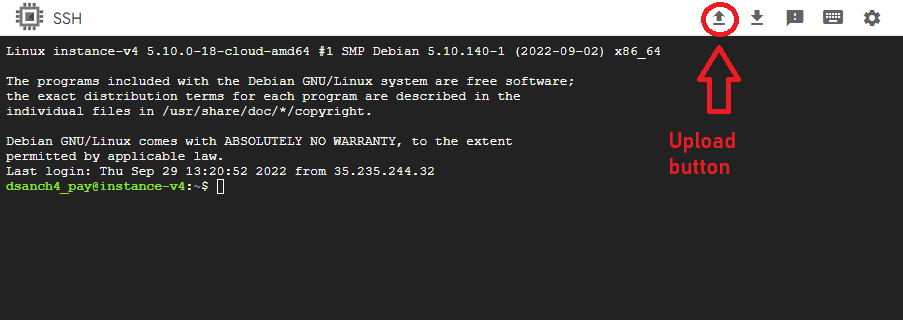 SSH
Linux instance-v4 5.10.0-18-cloud-amd64 #1 SMP Debian 5.10.140-1 (2022-09-02) x86_64
The programs included with the Debian GNU/Linux system are free software;
the exact distribution terms for each program are described in the
individual files in /usr/share/doc/*/copyright.
Debian GNU/Linux comes with ABSOLUTELY NO WARRANTY, to the extent
permitted by applicable law.
Last login: Thu Sep 29 13:20:52 2022 from 35.235.244.32
dsanch4_pay@instance-v4:~$
Upload
button